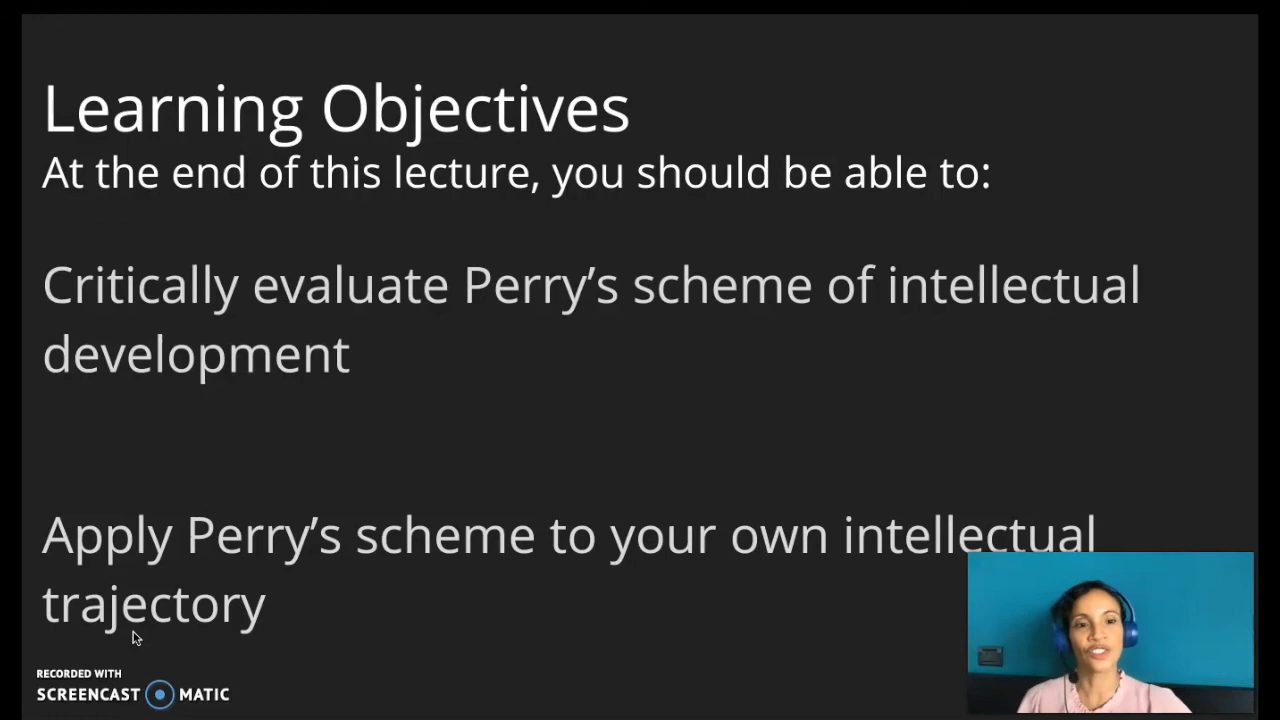 Learning Objectives
At the end of this lecture, you should be able to:
Critically evaluate Perry’s scheme of intellectual
development
Apply Perry’s scheme to your own intellectual
trajectory
RECORDED WITH
SCREENCAST MATIC